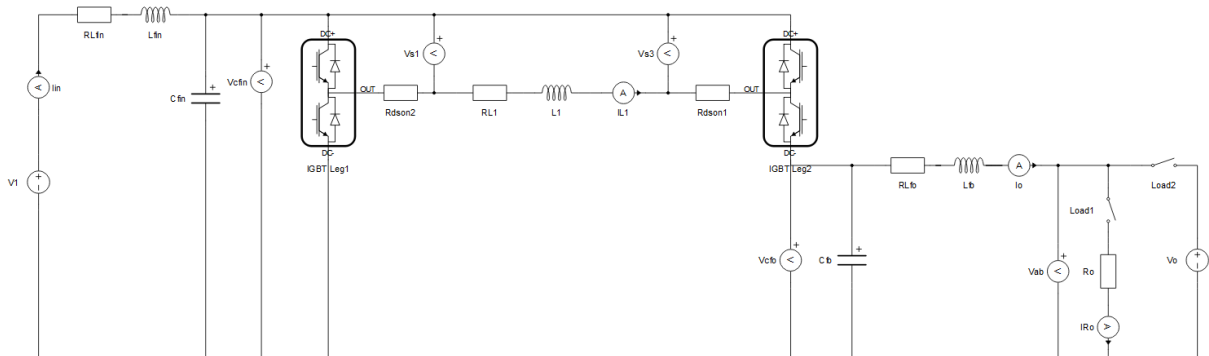 DC+
DC+
RLfin
Lfin
Vs1
Vs3
Iin
Cfin
Vcfin
OUT
OUT
Rdson2
RL1
L1
IL1
Rdson1
A
A
DC-
DC-
IGBT Leg1
IGBT Leg2
V1
A
RLfo
Lfo
Io
Load2
Load1
Vcfo
Cfo
Vab
Ro
Vo
IRo
A